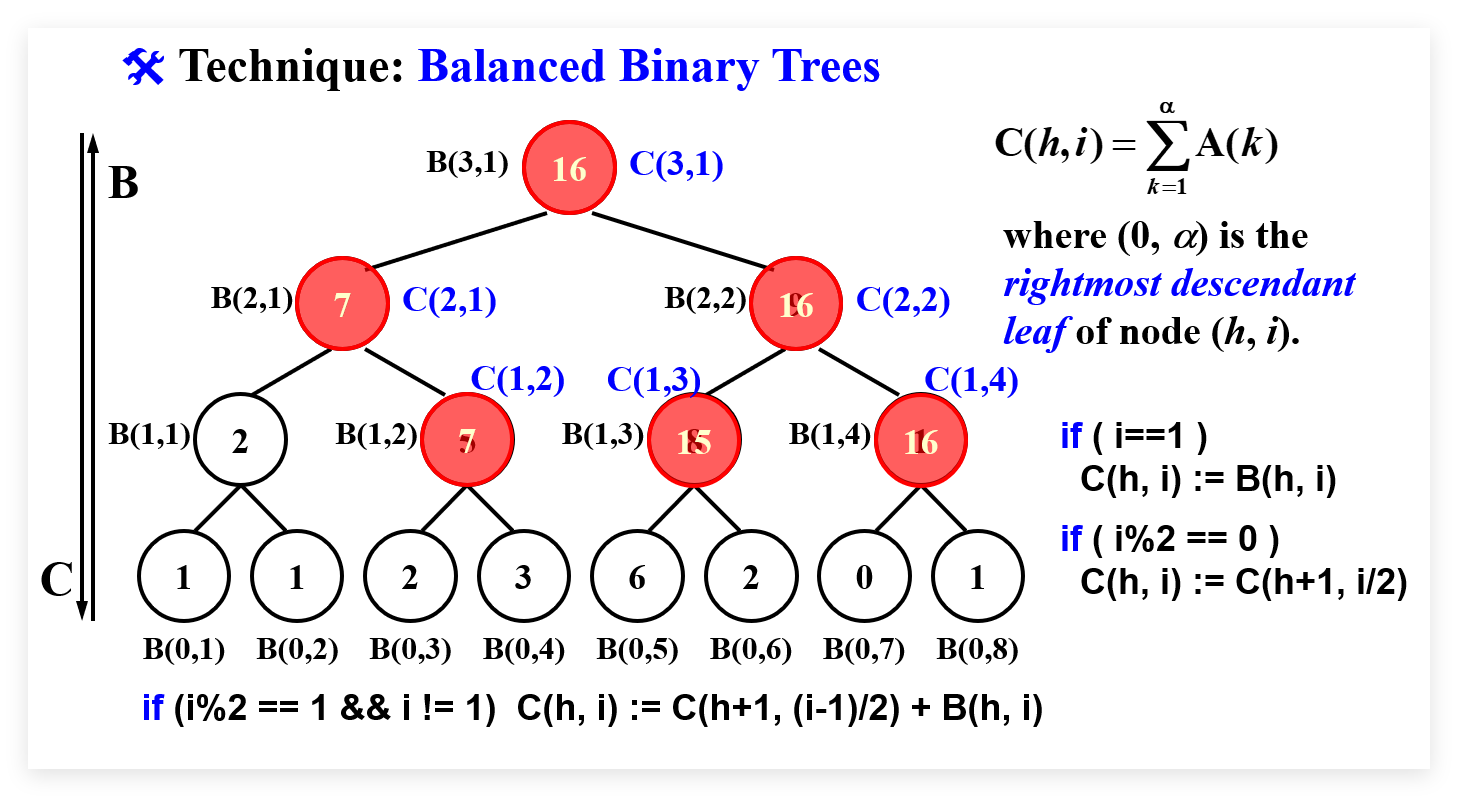 🛠 Technique: Balanced Binary Trees
B
C
B(3,1) 16 C(3,1)
B(2,1) 7 C(2,1) B(2,2) 16 C(2,2)
C(1,2) C(1,3) C(1,4)
B(1,1) 2 B(1,2) 7 B(1,3) 15 B(1,4) 16
1 1 2 3 6 2 0 1
B(0,1) B(0,2) B(0,3) B(0,4) B(0,5) B(0,6) B(0,7) B(0,8)
if (i%2 == 1 && i != 1) C(h, i) := C(h+1, (i-1)/2) + B(h, i)
C(h, i) = ∑ₖ₌₁^α A(k)
where (0, α) is the
rightmost descendant
leaf of node (h, i).
if ( i==1 )
C(h, i) := B(h, i)
if ( i%2 == 0 )
C(h, i) := C(h+1, i/2)